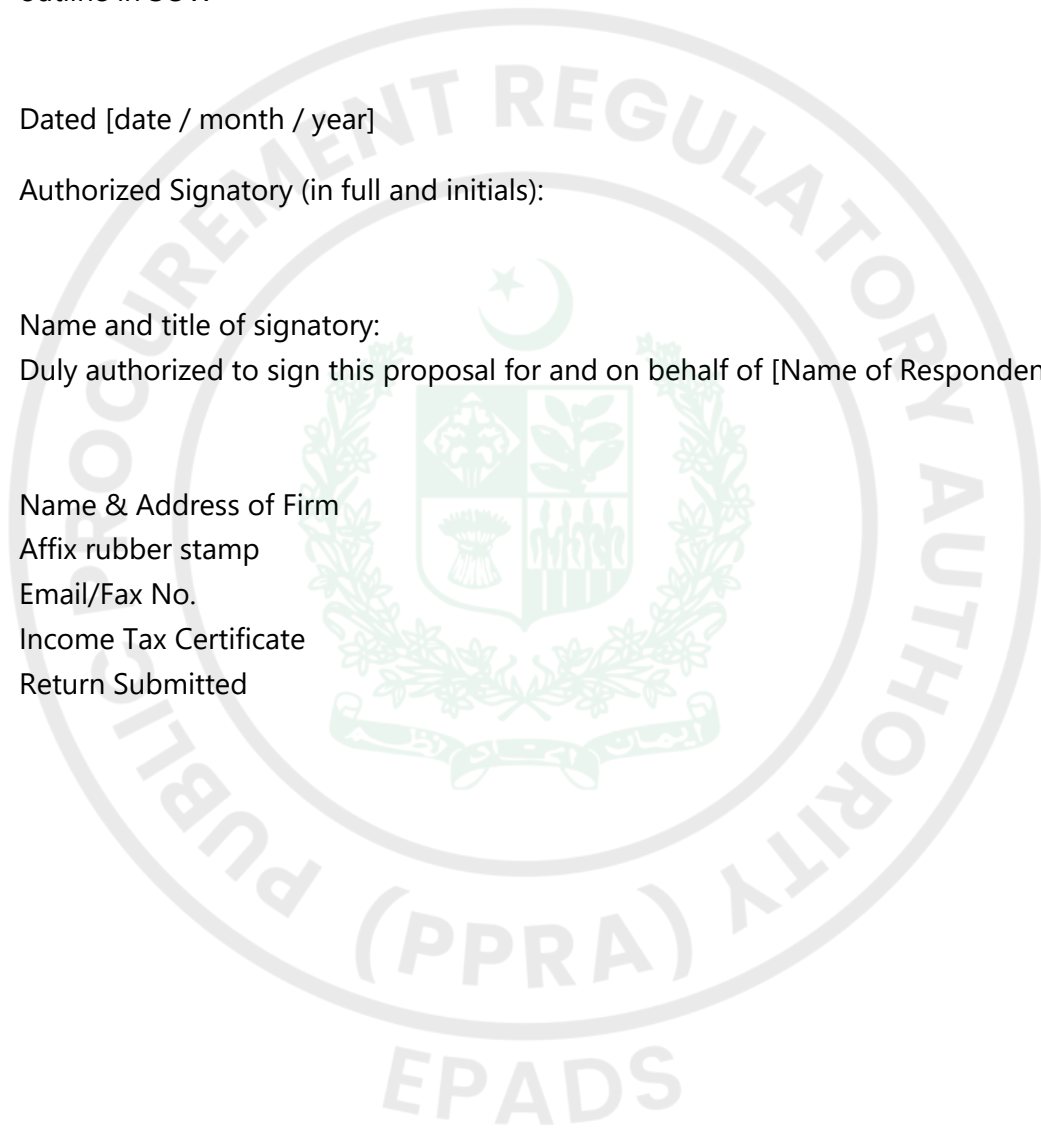 Dated [date / month / year]
Authorized Signatory (in full and initials):
Name and title of signatory:
Duly authorized to sign this proposal for and on behalf of [Name of Responden
Name & Address of Firm
Affix rubber stamp
Email/Fax No.
Income Tax Certificate
Return Submitted
PUBLIC PROCUREMENT REGULATORY AUTHORITY
(PPRA)
EPADS